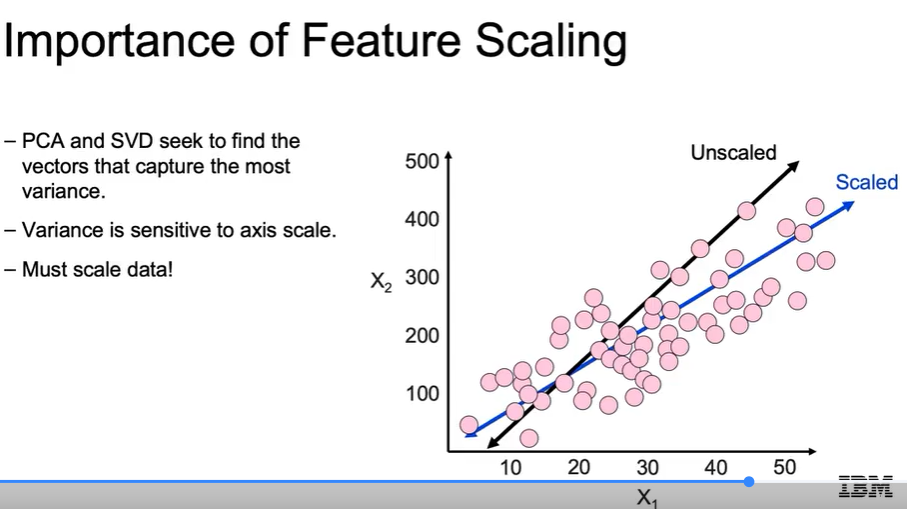 Importance of Feature Scaling
– PCA and SVD seek to find the
vectors that capture the most
variance.
– Variance is sensitive to axis scale.
– Must scale data!
Unscaled
Scaled
500
400
300
200
100
X2
10 20 30 40 50
X1
IBM